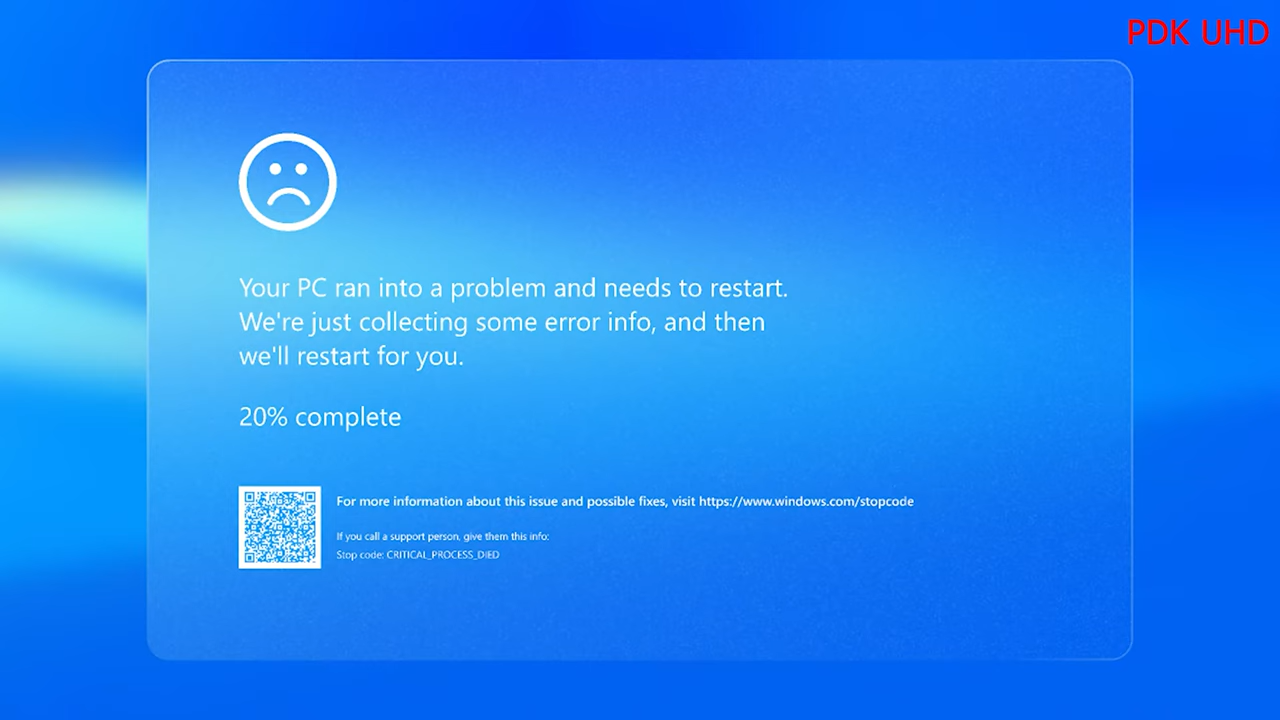 PDK UHD
Your PC ran into a problem and needs to restart.
We're just collecting some error info, and then
we'll restart for you.
20% complete
For more information about this issue and possible fixes, visit https://www.windows.com/stopcode
If you call a support person, give them this info:
Stop code: CRITICAL_PROCESS_DIED